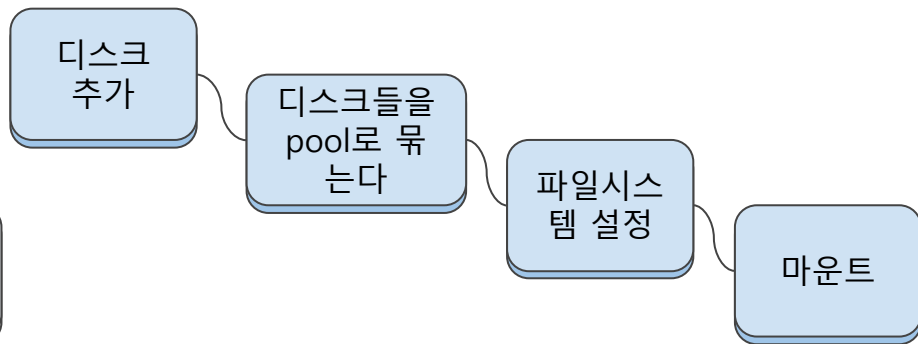 디스크
추가
디스크들을
pool로 묶
는다
파일시스
템 설정
마운트